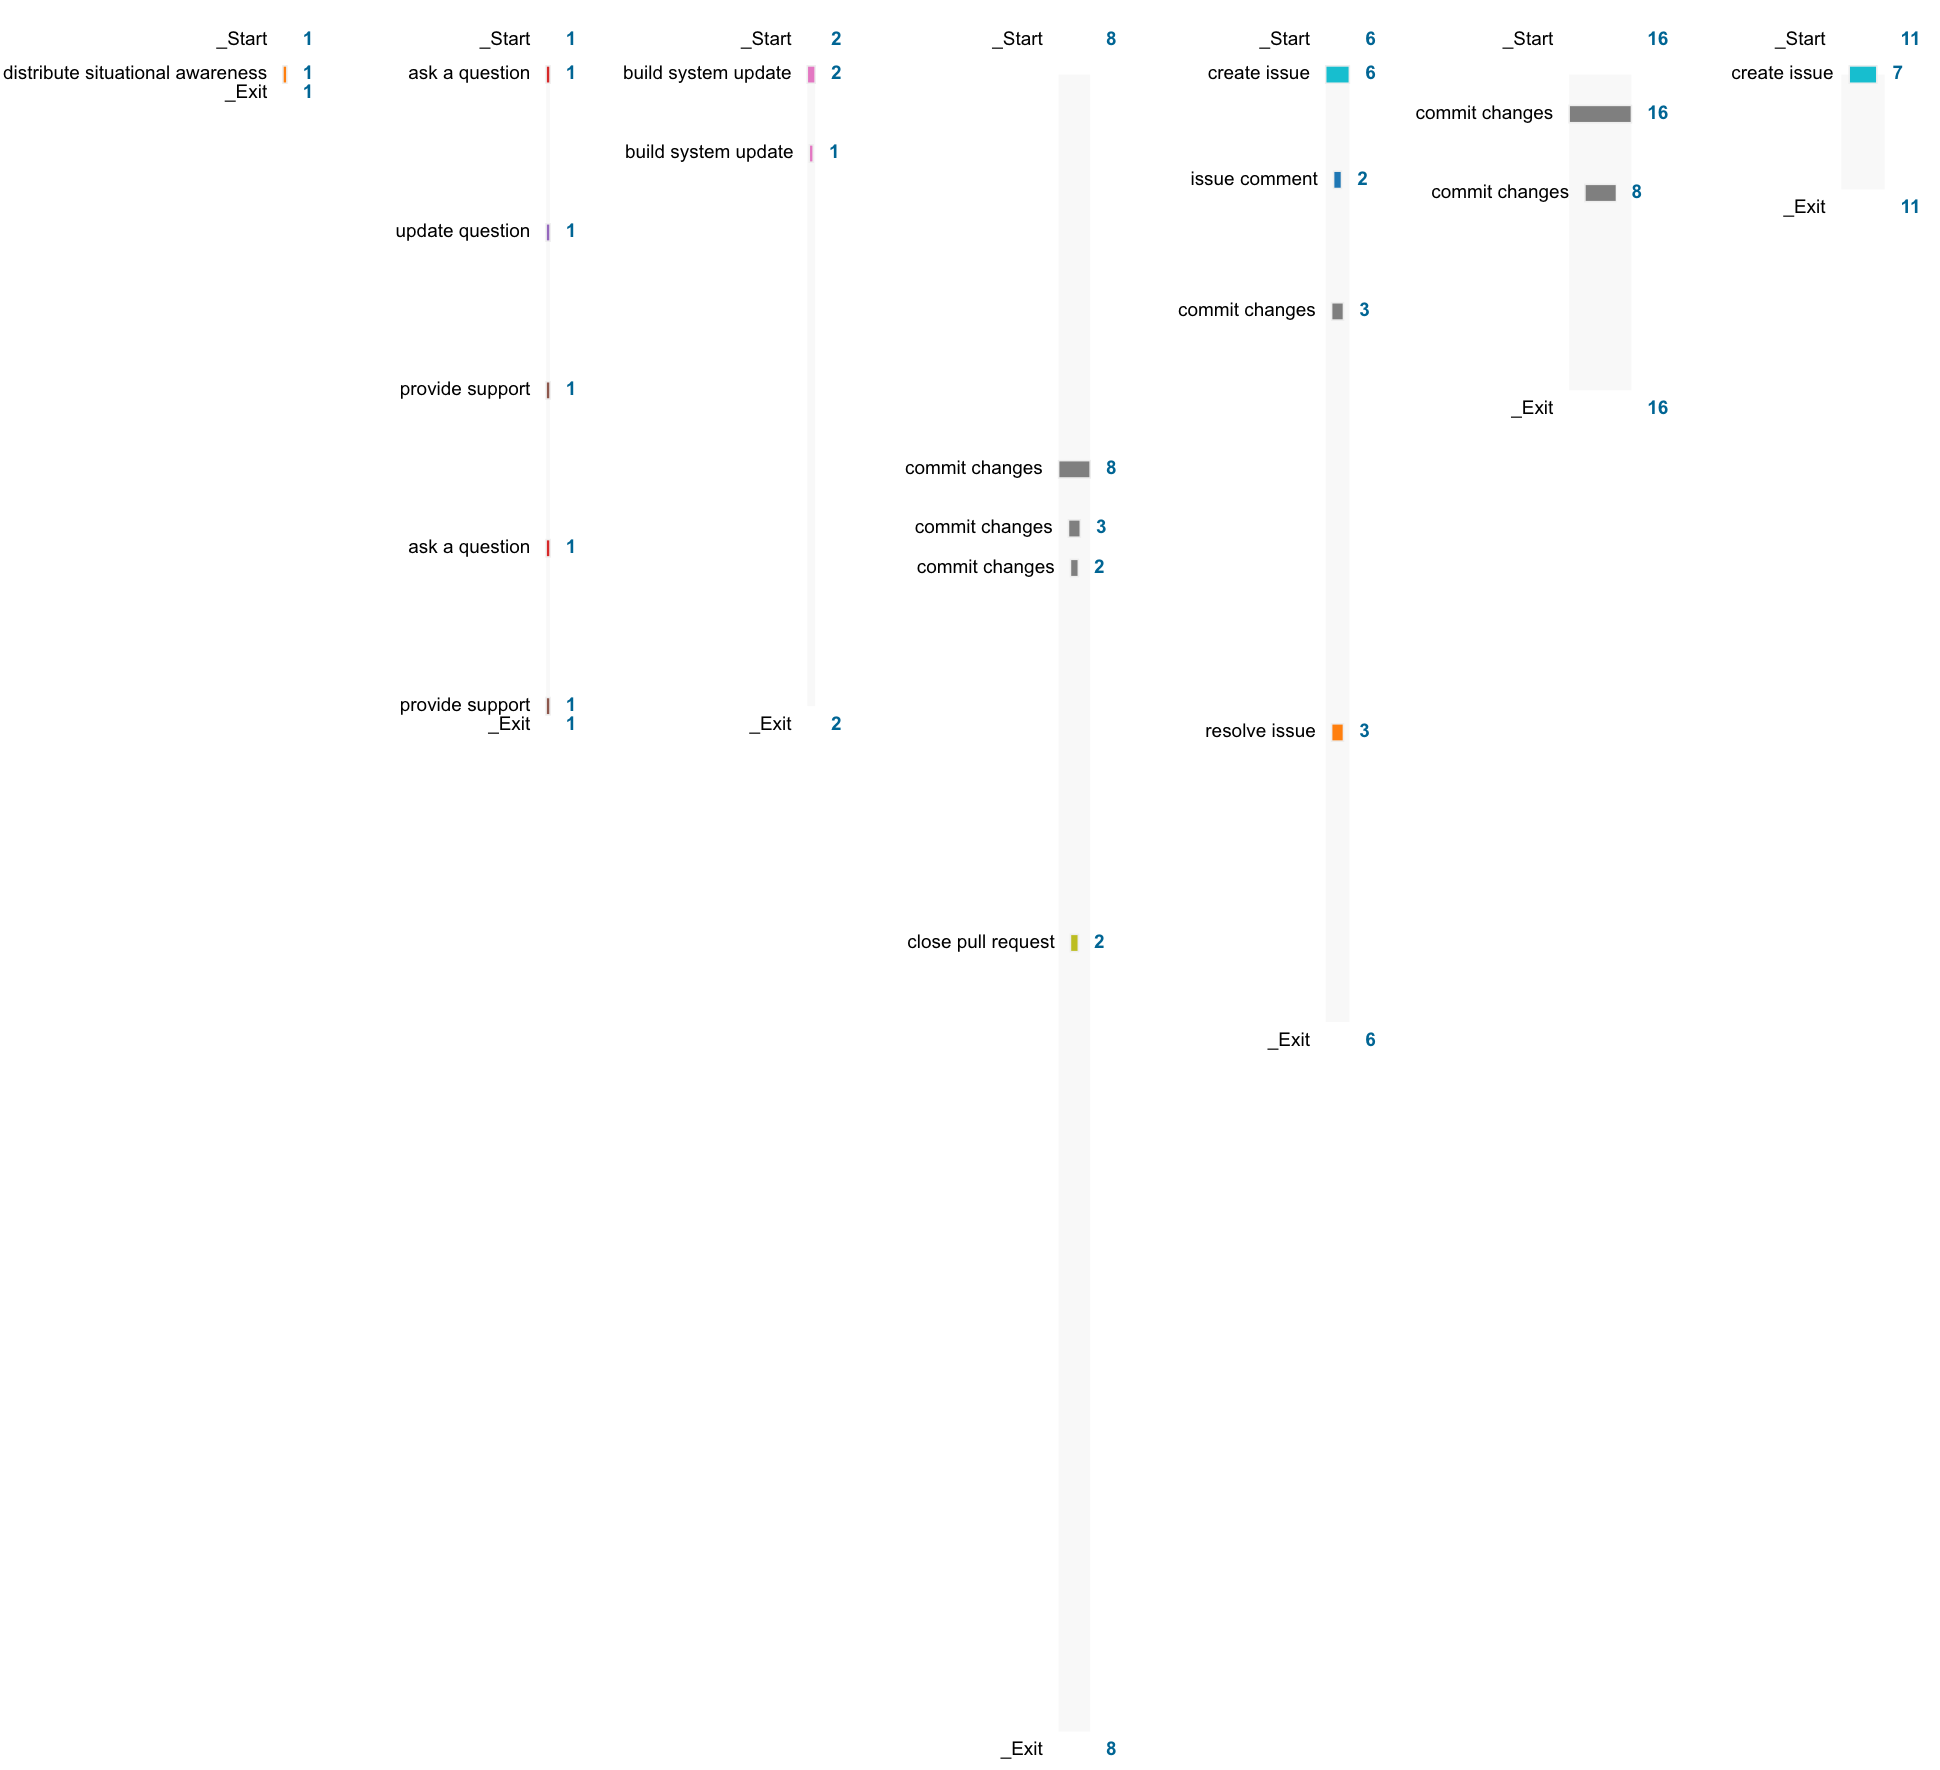 _Start 1
distribute situational awareness 1
_Exit 1
_Start 1
ask a question 1
update question 1
provide support 1
ask a question 1
provide support 1
_Exit 1
_Start 2
build system update 2
build system update 1
_Exit 2
_Start 8
commit changes 8
commit changes 3
commit changes 2
close pull request 2
_Exit 8
_Start 6
create issue 6
issue comment 2
commit changes 3
resolve issue 3
_Exit 6
_Start 16
commit changes 16
commit changes 8
_Exit 16
_Start 11
create issue 7
_Exit 11